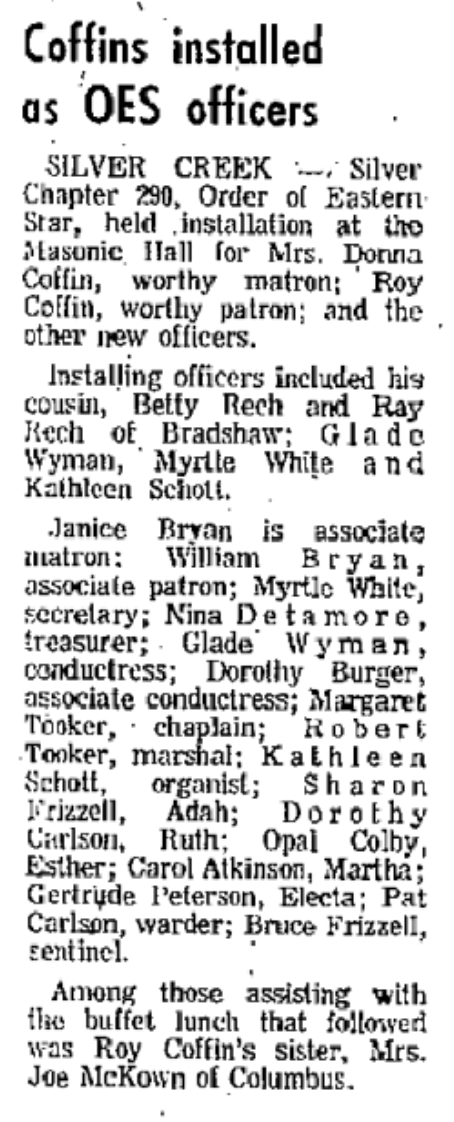 Coffins installed
as OES officers
SILVER CREEK — Silver
Chapter 290, Order of Eastern
Star, held installation at the
Masonic Hall for Mrs. Donna
Coffin, worthy matron; Roy
Coffin, worthy patron; and the
other new officers.
Installing officers included his
cousin, Betty Rech and Ray
Rech of Bradshaw; Glade
Wyman, Myrtle White and
Kathleen Schott.
Janice Bryan is associate
matron; William Bryan,
associate patron; Myrtle White,
secretary; Nina Detamore,
treasurer; Glade Wyman,
conductress; Dorothy Burger,
associate conductress; Margaret
Tooker, chaplain; Robert
Tooker, marshal; Kathleen
Schott, organist; Sharon
Frizzell, Adah; Dorothy
Carlson, Ruth; Opal Colby,
Esther; Carol Atkinson, Martha;
Gertrude Peterson, Electa; Pat
Carlson, warder; Bruce Frizzell,
sentinel.
Among those assisting with
the buffet lunch that followed
was Roy Coffin's sister, Mrs.
Joe McKown of Columbus.